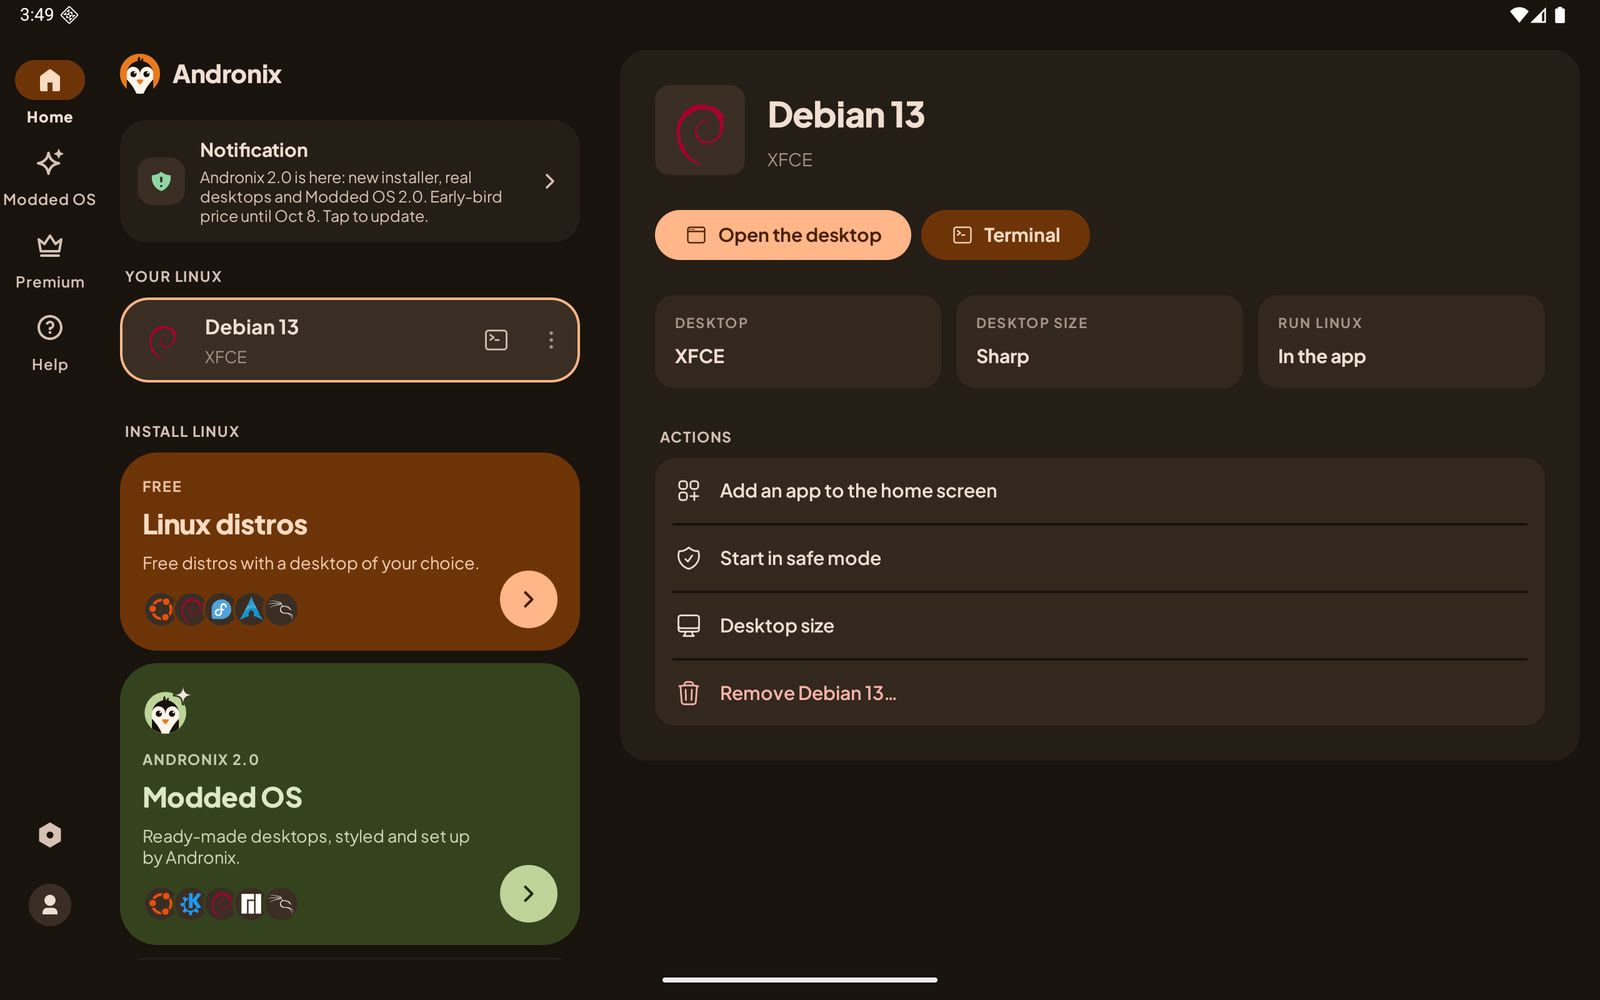 3:49
Home
Modded OS
Premium
Help
Andronix
Notification
Andronix 2.0 is here: new installer, real
desktops and Modded OS 2.0. Early-bird
price until Oct 8. Tap to update.
YOUR LINUX
Debian 13
XFCE
INSTALL LINUX
FREE
Linux distros
Free distros with a desktop of your choice.
ANDRONIX 2.0
Modded OS
Ready-made desktops, styled and set up
by Andronix.
Debian 13
XFCE
Open the desktop
Terminal
DESKTOP
XFCE
DESKTOP SIZE
Sharp
RUN LINUX
In the app
ACTIONS
Add an app to the home screen
Start in safe mode
Desktop size
Remove Debian 13...